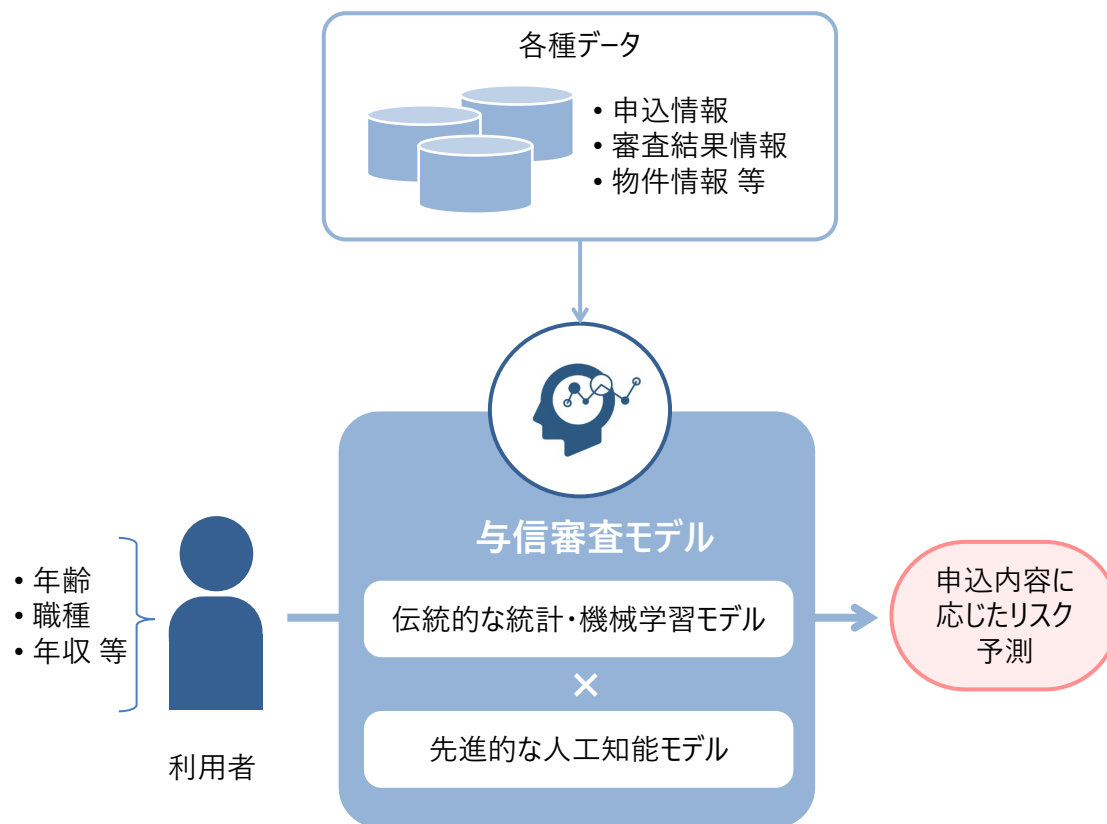 各種データ
• 申込情報
• 審査結果情報
• 物件情報 等
与信審査モデル
伝統的な統計・機械学習モデル
×
先進的な人工知能モデル
• 年齢
• 職種
• 年収 等
利用者
申込内容に
応じたリスク
予測